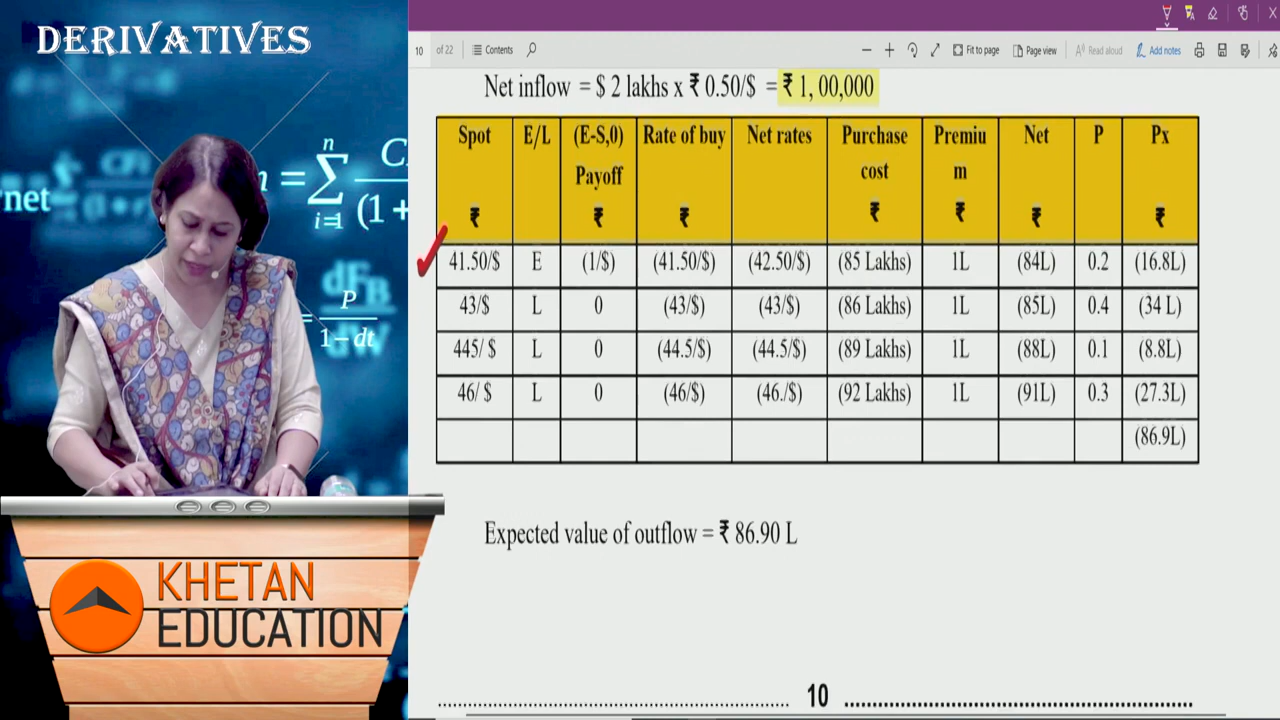 DERIVATIVES
10 of 22 Contents Fit to page Page view Read aloud Add notes
Net inflow = $ 2 lakhs x ₹ 0.50/$ = ₹ 1, 00,000
Spot ₹ E/L (E-S,0) Payoff ₹ Rate of buy ₹ Net rates Purchase cost ₹ Premiu m ₹ Net ₹ P Px ₹
41.50/$ E (1/$) (41.50/$) (42.50/$) (85 Lakhs) 1L (84L) 0.2 (16.8L)
43/$ L 0 (43/$) (43/$) (86 Lakhs) 1L (85L) 0.4 (34 L)
445/ $ L 0 (44.5/$) (44.5/$) (89 Lakhs) 1L (88L) 0.1 (8.8L)
46/ $ L 0 (46/$) (46./$) (92 Lakhs) 1L (91L) 0.3 (27.3L)
(86.9L)
Expected value of outflow = ₹ 86.90 L
10
net
n
= ∑
i=1
(1+
P
1−dt
dF
dW
KHETAN
EDUCATION